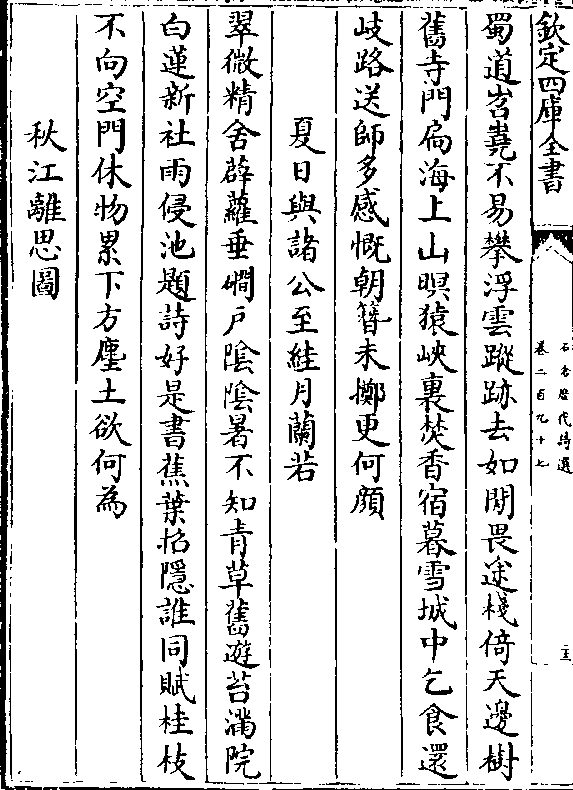 欽定四庫全書
石倉歷代詩選
卷二百九十七
蜀道岧嶤不易攀浮雲蹤跡去如閒畏途棧倚天邊樹
舊寺門扃海上山暝猿峽裏焚香宿暮雪城中乞食還
岐路送師多感慨朝簪未擲更何顔
夏日與諸公至絓月蘭若
翠微精舍薜蘿垂磵戶陰陰暑不知青草舊遊苔滿院
白蓮新社雨侵池題詩好是書蕉葉招隱誰同賦桂枝
不向空門休物累下方塵土欲何為
秋江離思圖